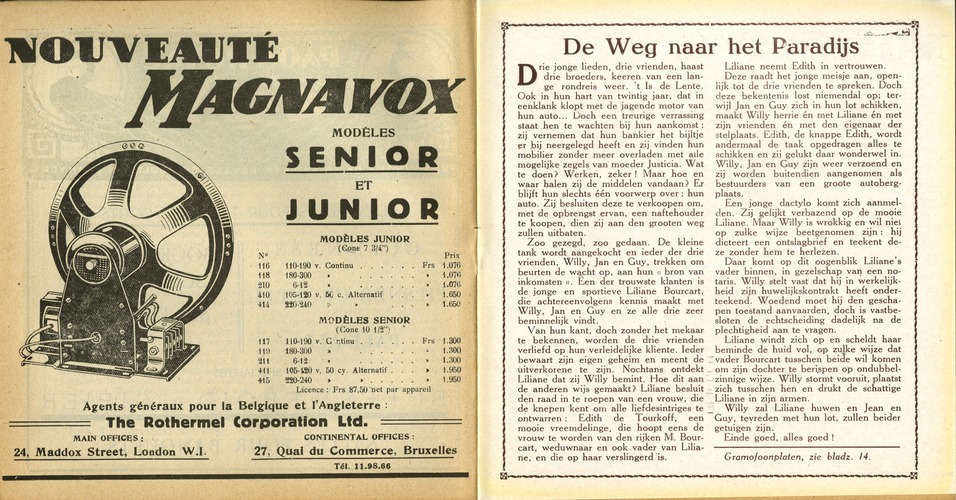 NOUVEAUTÉ
MAGNAVOX
MODÈLES
SENIOR
ET
JUNIOR
MODÈLES JUNIOR
(Cone 7 3/4")
N° Prix
116 110-190 v. Continu . . . . Frs 1.076
118 180-300 » . . . . » 1,076
210 6-12 » . . . . » 1.076
410 105-120 v. 50 c. Alternatif . . . . » 1.650
414 220-240 » » . . . . » 1.650
MODÈLES SENIOR
(Cone 10 1/2")
117 110-190 v. Continu . . . . Frs 1.300
119 180-300 » . . . . » 1.300
211 6-12 » . . . . » 1.300
411 105-120 v. 50 cy. Alternatif . . . . » 1.950
415 220-240 » . . . . » 1.950
Licence : Frs 87.50 net par appareil
Agents généraux pour la Belgique et l'Angleterre :
The Rothermel Corporation Ltd.
MAIN OFFICES :
24, Maddox Street, London W.I.
CONTINENTAL OFFICES :
27, Quai du Commerce, Bruxelles
Tél. 11.98.66
De Weg naar het Paradijs
Drie jonge lieden, drie vrienden, haast
drie broeders, keeren van een lan-
ge rondreis weer. 't Is de Lente.
Ook in hun hart van twintig jaar, dat in
eenklank klopt met de jagende motor van
hun auto... Doch een treurige verrassing
staat hen te wachten bij hun aankomst :
zij vernemen dat hun bankier het bijltje
er bij neergelegd heeft en zij vinden hun
mobilier zonder meer overladen met alle
mogelijke zegels van moeder Justicia. Wat
te doen? Werken, zeker ! Maar hoe en
waar halen zij de middelen vandaan? Er
blijft hun slechts één voorwerp over : hun
auto. Zij besluiten deze te verkoopen om,
met de opbrengst ervan, een naftehouder
te koopen, dien zij aan den grooten weg
zullen uitbaten.
Zoo gezegd, zoo gedaan. De kleine
tank wordt aangekocht en ieder der drie
vrienden, Willy, Jan en Guy, trekken om
beurten de wacht op, aan hun « bron van
inkomsten ». Een der trouwste klanten is
de jonge en sportieve Liliane Bourcart,
die achtereenvolgens kennis maakt met
Willy, Jan en Guy en ze alle drie zeer
beminnelijk vindt.
Van hun kant, doch zonder het mekaar
te bekennen, worden de drie vrienden
verliefd op hun verleidelijke kliente. Ieder
bewaart zijn eigen geheim en meent de
uitverkorene te zijn. Nochtans ontdekt
Liliane dat zij Willy bemint. Hoe dit aan
de anderen wijs gemaakt? Liliane besluit
den raad in te roepen van een vrouw, die
de knepen kent om alle liefdesintriges te
ontwarren : Edith de Tourkoff, een
mooie vreemdelinge, die hoopt eens de
vrouw te worden van den rijken M. Bour-
cart, weduwnaar en ook vader van Lilia-
ne, en die op haar verslingerd is.
Liliane neemt Edith in vertrouwen.
Deze raadt het jonge meisje aan, open-
lijk tot de drie vrienden te spreken. Doch
deze bekentenis lost niemendal op; ter-
wijl Jan en Guy zich in hun lot schikken,
maakt Willy herrie én met Liliane én met
zijn vrienden én met den eigenaar der
stelplaats. Edith, de knappe Edith, wordt
andermaal de taak opgedragen alles te
schikken en zij gelukt daar wonderwel in.
Willy, Jan en Guy zijn weer verzoend en
zij worden buitendien aangenomen als
bestuurders van een groote autoberg-
plaats.
Een jonge dactylo komt zich aanmel-
den. Zij gelijkt verbazend op de mooie
Liliane. Maar Willy is wrokkig en wil niet
op zulke wijze beetgenomen zijn : hij
dicteert een ontslagbrief en teekent de-
ze zonder hem te herlezen.
Daar komt op dit oogenblik Liliane's
vader binnen, in gezelschap van een no-
taris. Willy stelt vast dat hij in werkelijk-
heid zijn huwelijkskontrakt heeft onder-
teekend. Woedend moet hij den gescha-
pen toestand aanvaarden, doch is vastbe-
sloten de echtscheiding dadelijk na de
plechtigheid aan te vragen.
Liliane windt zich op en scheldt haar
beminde de huid vol, op zulke wijze dat
vader Bourcart tusschen beide wil komen
om zijn dochter te berispen op ondubbel-
zinnige wijze. Willy stormt vooruit, plaatst
zich tusschen hen en drukt de schattige
Liliane in zijn armen.
Willy zal Liliane huwen en Jean en
Guy, tevreden met hun lot, zullen beider
getuigen zijn.
Einde goed, alles goed !
Gramofoonplaten, zie bladz. 14.